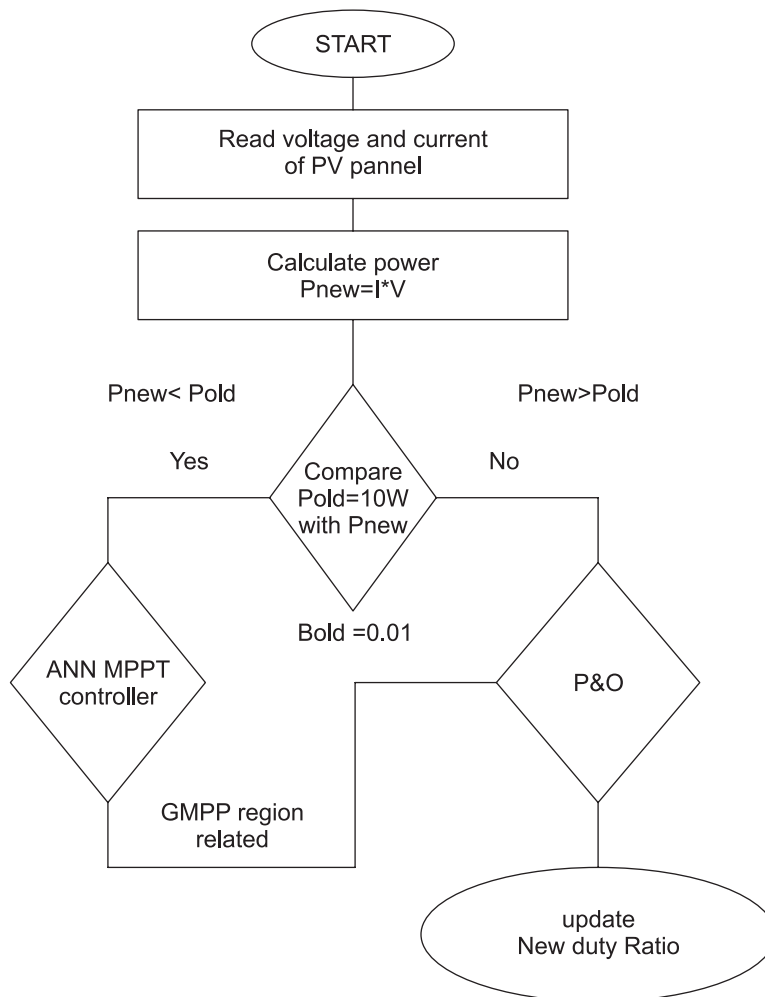 START
Read voltage and current
of PV pannel
Calculate power
Pnew=I*V
Pnew< Pold
Pnew>Pold
Yes
No
Compare
Pold=10W
with Pnew
Bold =0.01
ANN MPPT
controller
P&O
GMPP region
related
update
New duty Ratio